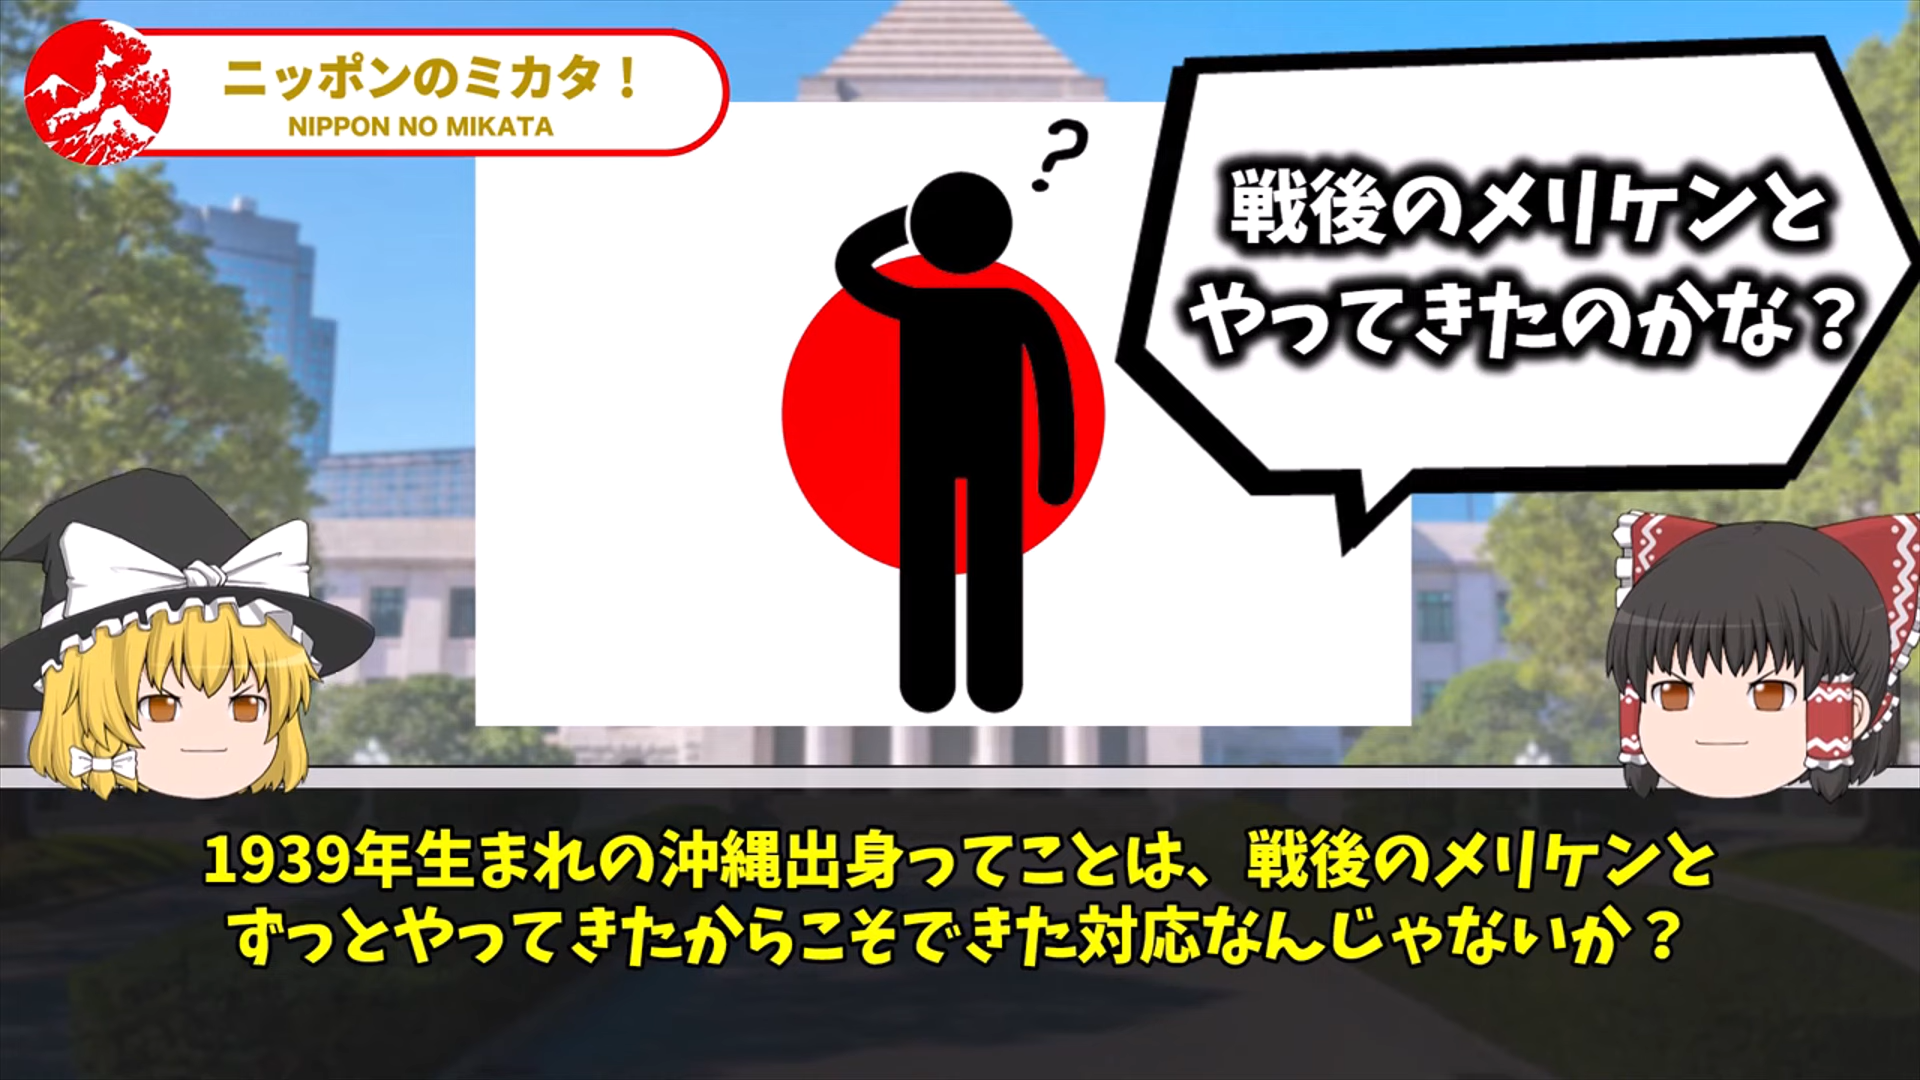 ニッポンのミカタ!
NIPPON NO MIKATA
?
戦後のメリケンと
やってきたのかな?
1939年生まれの沖縄出身ってことは、戦後のメリケンと
ずっとやってきたからこそできた対応なんじゃないか?